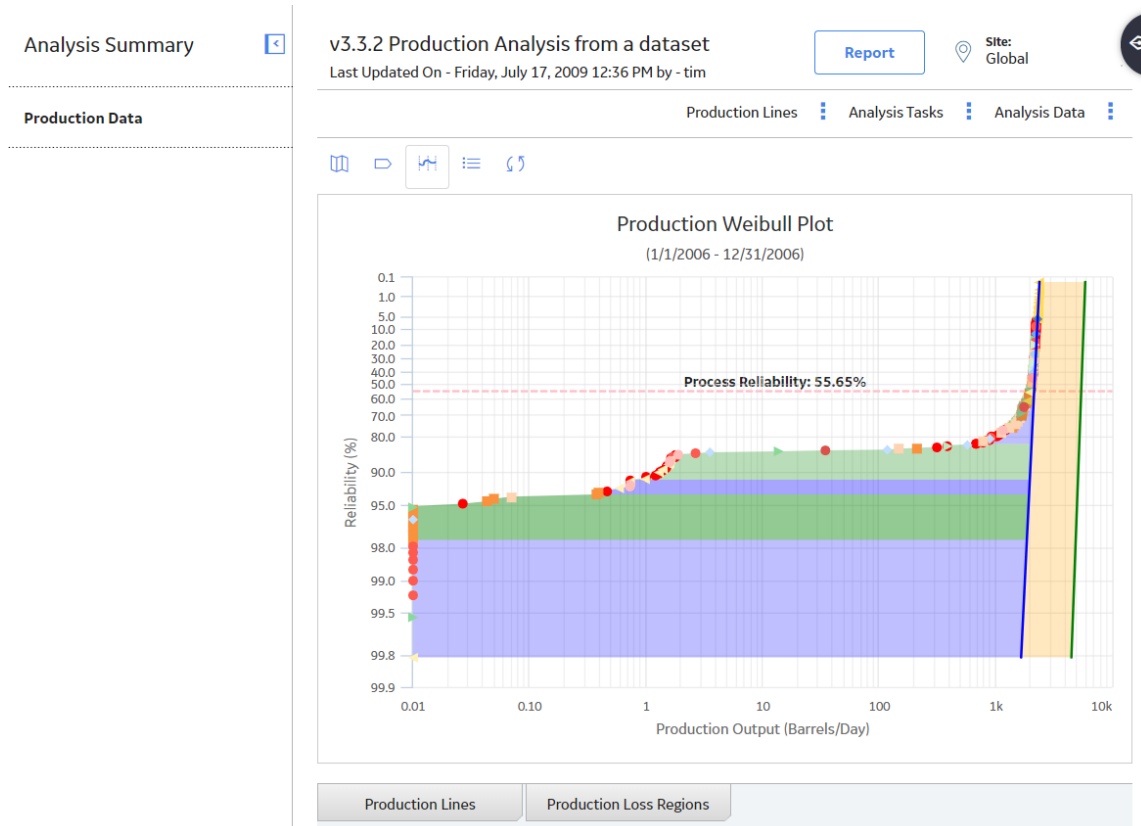 Analysis Summary
Production Data
v3.3.2 Production Analysis from a dataset
Last Updated On - Friday, July 17, 2009 12:36 PM by - tim
Report
Site:
Global
Production Lines
Analysis Tasks
Analysis Data
Production Weibull Plot
(1/1/2006 - 12/31/2006)
Reliability (%)
0.1
1.0
5.0
10.0
20.0
30.0
40.0
50.0
60.0
70.0
80.0
90.0
95.0
98.0
99.0
99.5
99.8
99.9
Process Reliability: 55.65%
0.01
0.10
1
10
100
1k
10k
Production Output (Barrels/Day)
Production Lines
Production Loss Regions